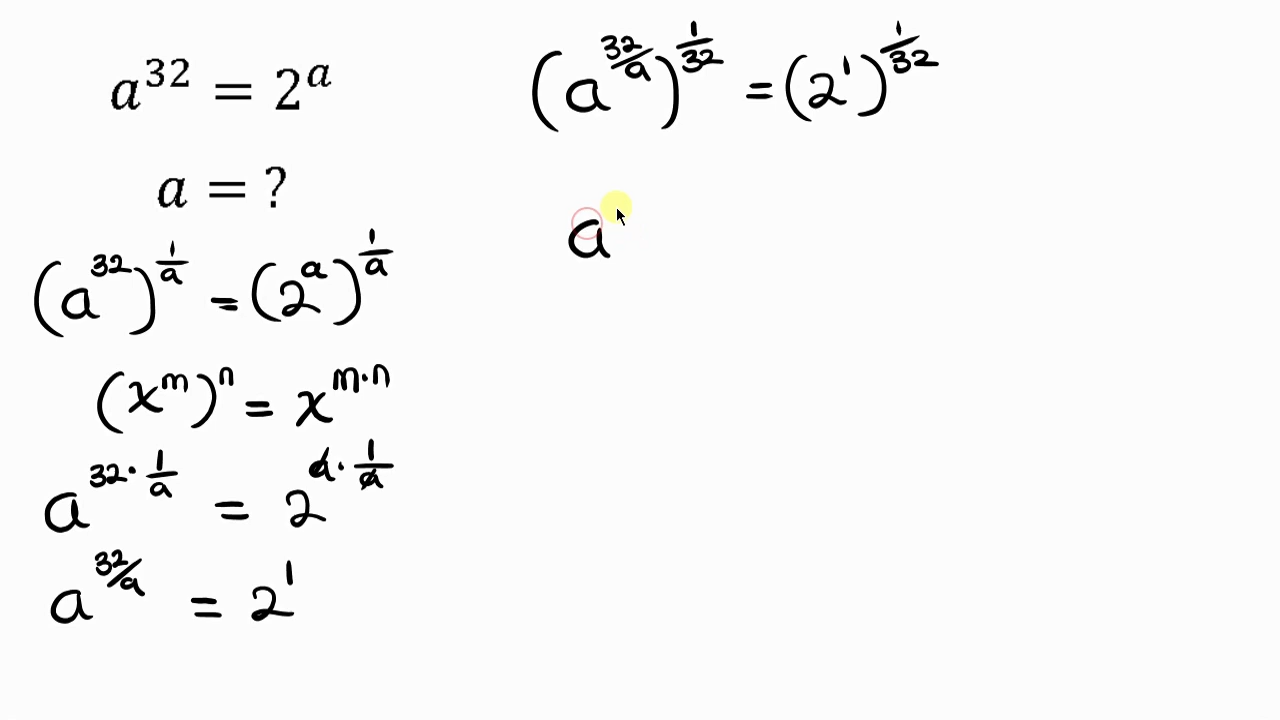 a^32 = 2^a
a = ?
(a^32)^(1/a) = (2^a)^(1/a)
(x^m)^n = x^(m·n)
a^(32·1/a) = 2^(a·1/a)
a^(32/a) = 2^1
(a^(32/a))^(1/32) = (2^1)^(1/32)
a